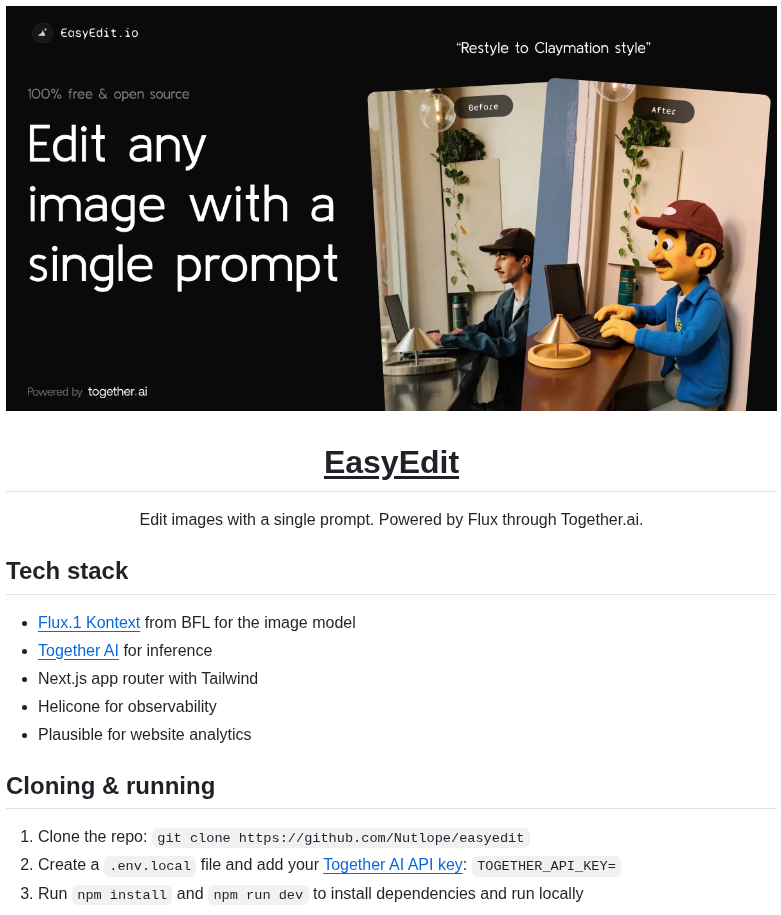 EasyEdit.io
“Restyle to Claymation style”
100% free & open source
Before
After
Edit any
image with a
single prompt
Powered by together.ai
EasyEdit
Edit images with a single prompt. Powered by Flux through Together.ai.
Tech stack
• Flux.1 Kontext from BFL for the image model
• Together AI for inference
• Next.js app router with Tailwind
• Helicone for observability
• Plausible for website analytics
Cloning & running
1. Clone the repo: git clone https://github.com/Nutlope/easyedit
2. Create a .env.local file and add your Together AI API key: TOGETHER_API_KEY=
3. Run npm install and npm run dev to install dependencies and run locally